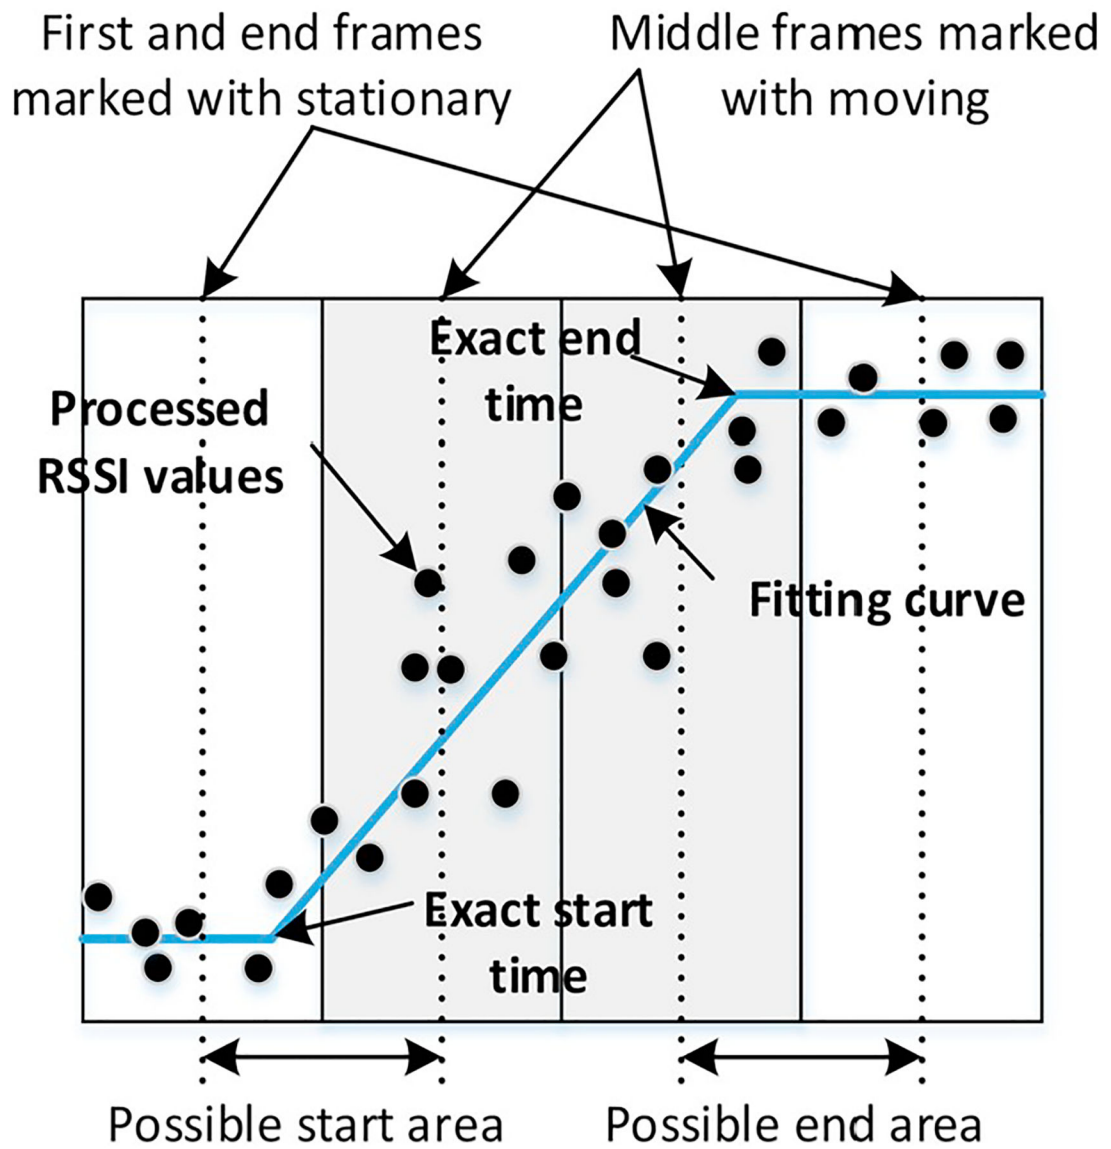 First and end frames
marked with stationary
Middle frames marked
with moving
Exact end
time
Processed
RSSI values
Fitting curve
Exact start
time
Possible start area
Possible end area